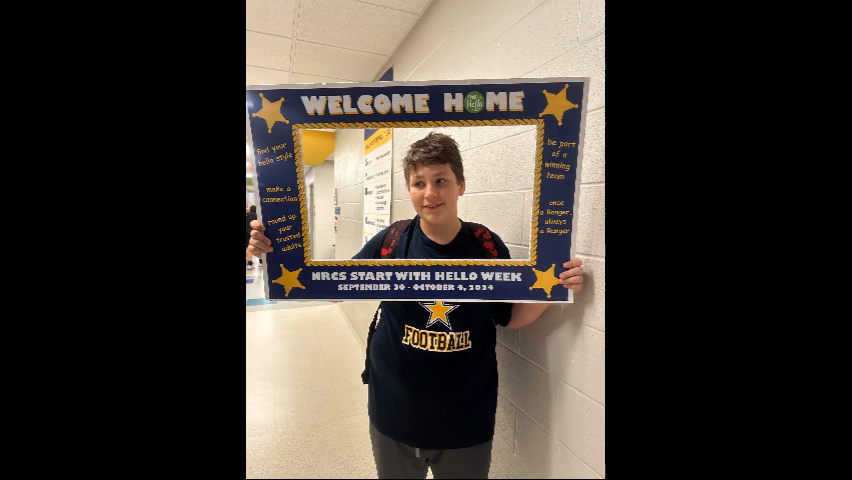 WELCOME HOME
Hello
find your
hello style
make a
connection
round up
your
trusted
adults
be part
of a
winning
team
once
a Ranger,
always
a Ranger
NRCS START WITH HELLO WEEK
SEPTEMBER 30 - OCTOBER 4, 2024
FOOTBALL